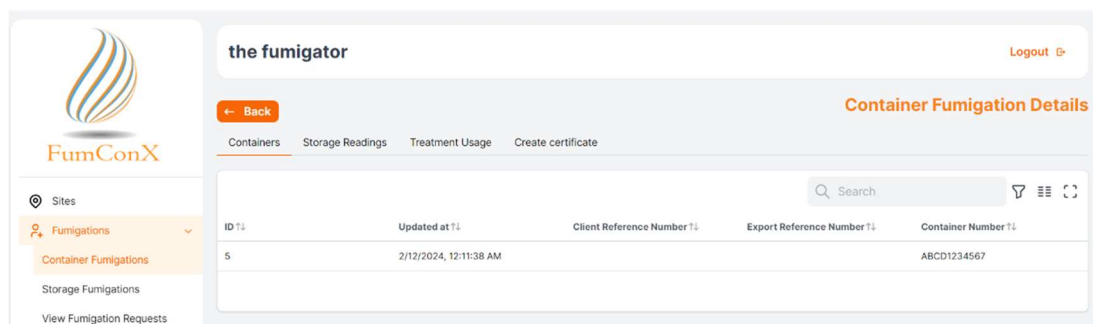 the fumigator
Logout
← Back
Container Fumigation Details
Containers Storage Readings Treatment Usage Create certificate
FumConX
Search
Sites
Fumigations
Container Fumigations
Storage Fumigations
View Fumigation Requests
ID Updated at Client Reference Number Export Reference Number Container Number
5 2/12/2024, 12:11:38 AM ABCD1234567